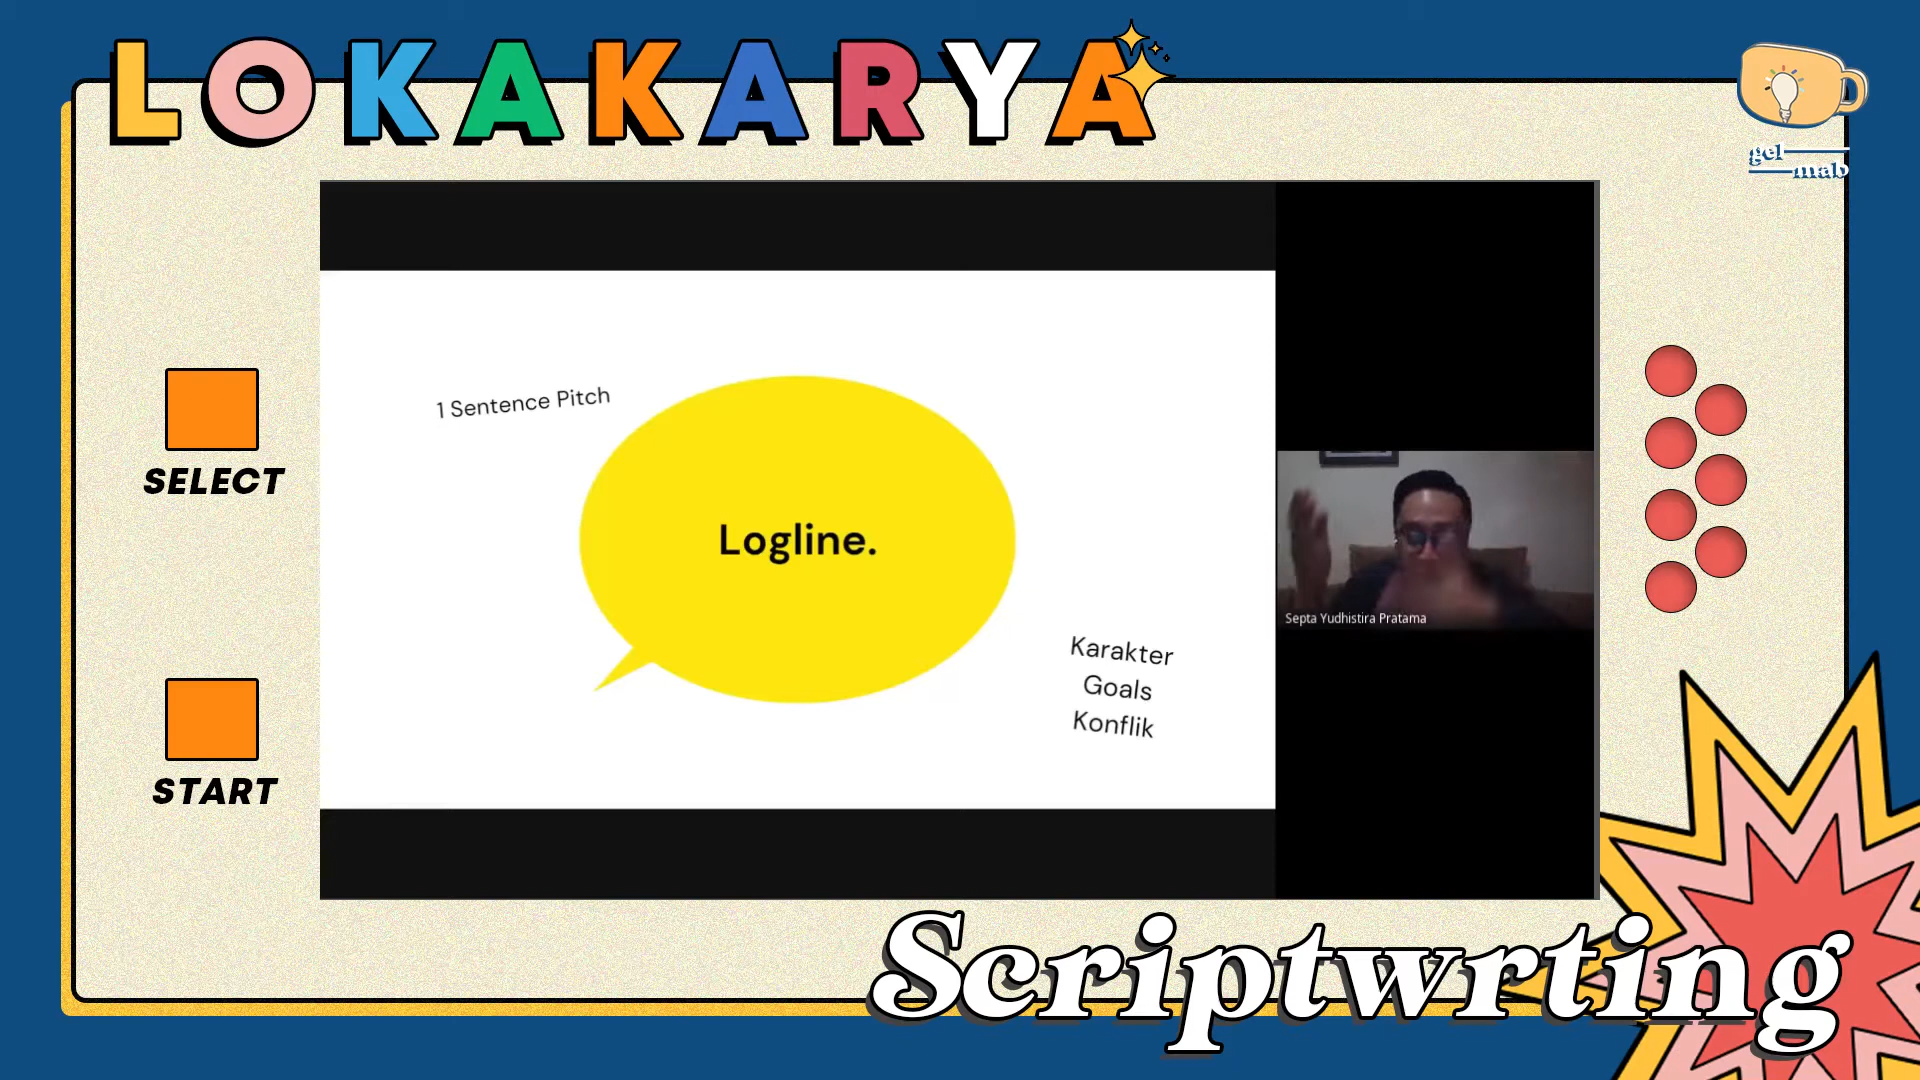 LOKAKARYA
gel
mab
1 Sentence Pitch
Logline.
Karakter
Goals
Konflik
Septa Yudhistira Pratama
SELECT
START
Scriptwrting